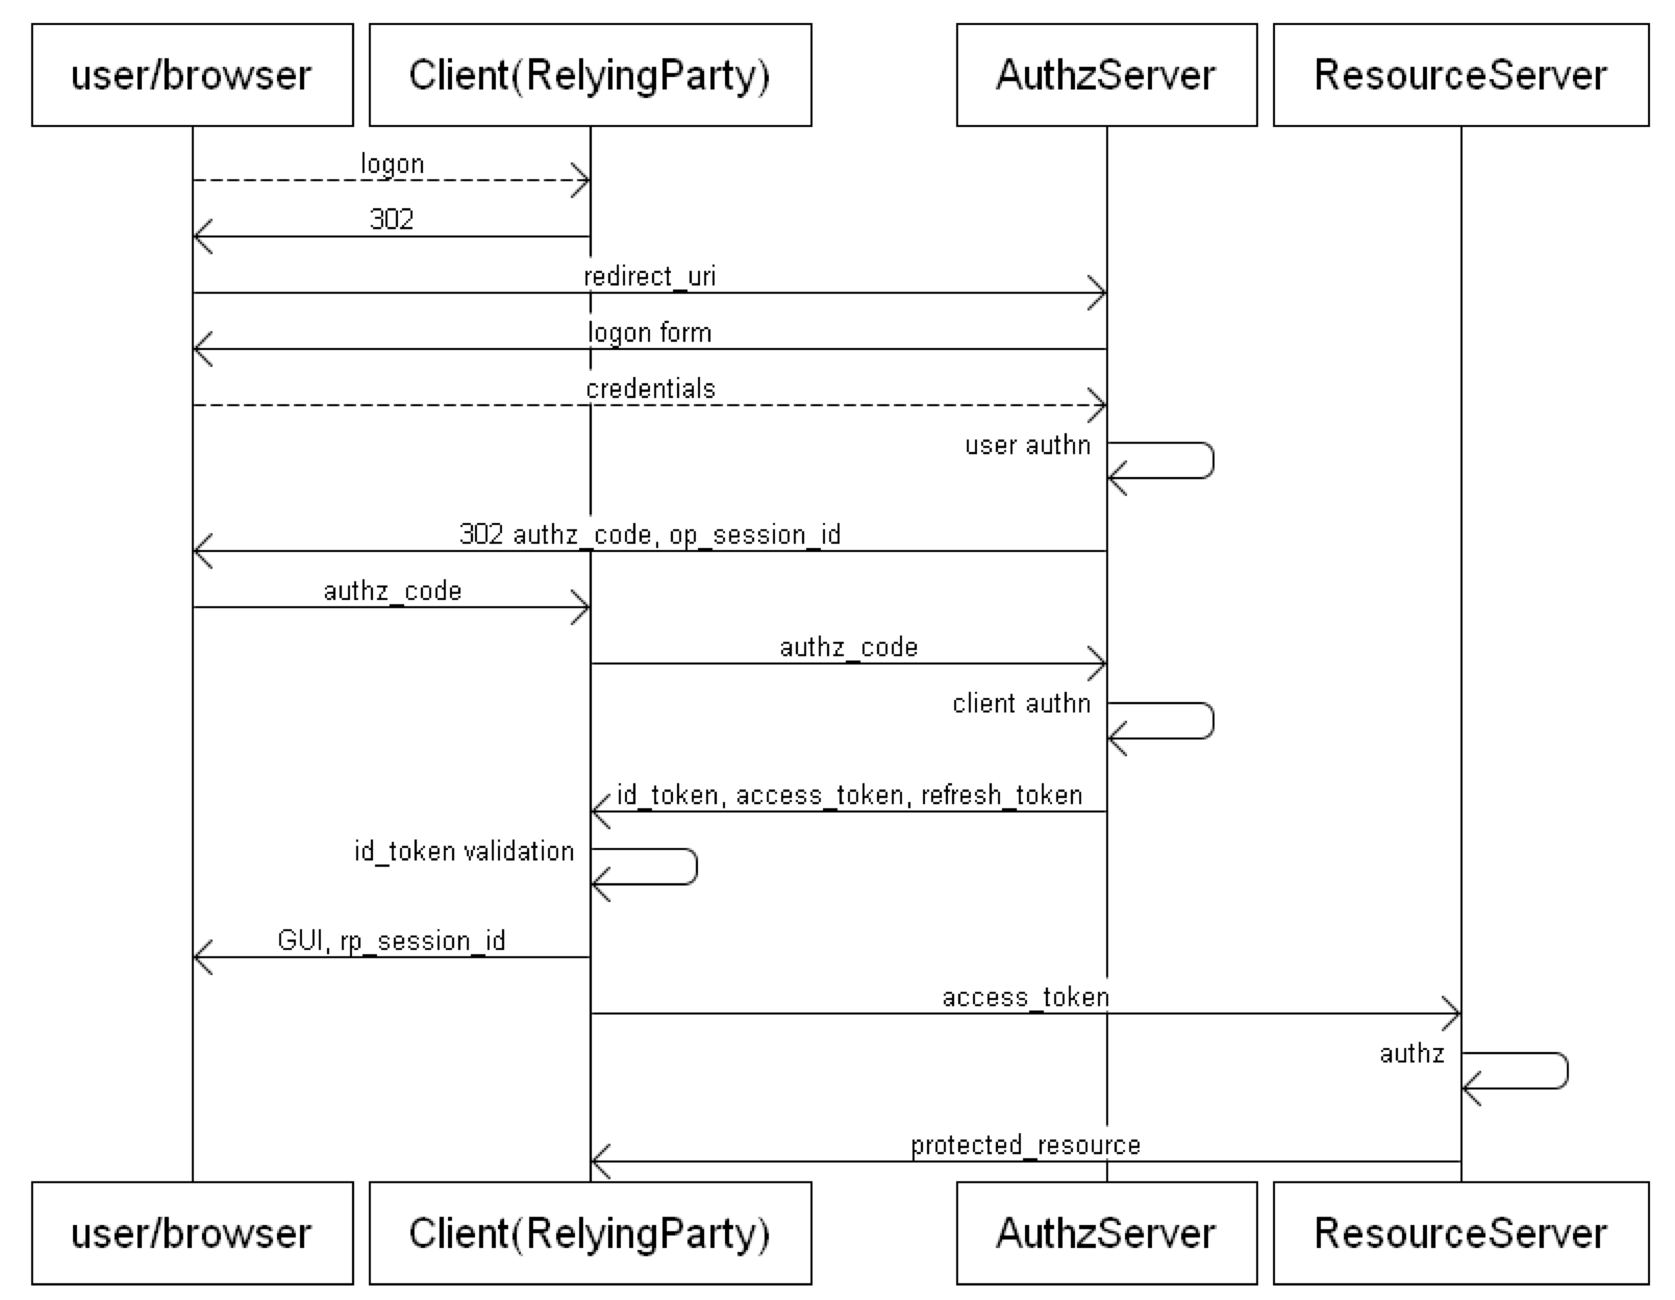 user/browser
Client(RelyingParty)
AuthzServer
ResourceServer
logon
302
redirect_uri
logon form
credentials
user authn
302 authz_code, op_session_id
authz_code
authz_code
client authn
id_token, access_token, refresh_token
id_token validation
GUI, rp_session_id
access_token
authz
protected_resource
user/browser
Client(RelyingParty)
AuthzServer
ResourceServer